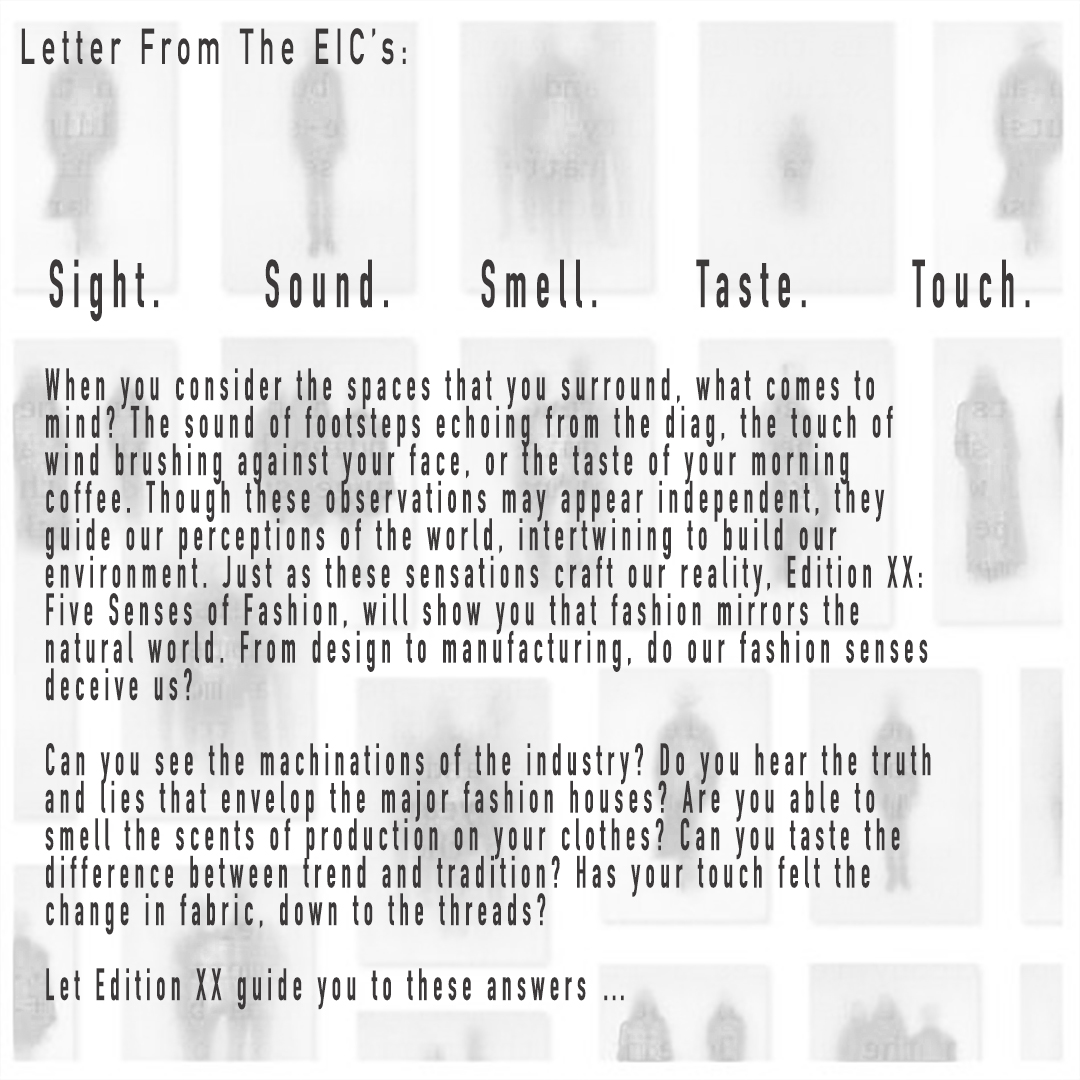 Letter From The EIC's:
Sight. Sound. Smell. Taste. Touch.
When you consider the spaces that you surround, what comes to
mind? The sound of footsteps echoing from the diag, the touch of
wind brushing against your face, or the taste of your morning
coffee. Though these observations may appear independent, they
guide our perceptions of the world, intertwining to build our
environment. Just as these sensations craft our reality, Edition XX:
Five Senses of Fashion, will show you that fashion mirrors the
natural world. From design to manufacturing, do our fashion senses
deceive us?
Can you see the machinations of the industry? Do you hear the truth
and lies that envelop the major fashion houses? Are you able to
smell the scents of production on your clothes? Can you taste the
difference between trend and tradition? Has your touch felt the
change in fabric, down to the threads?
Let Edition XX guide you to these answers ...